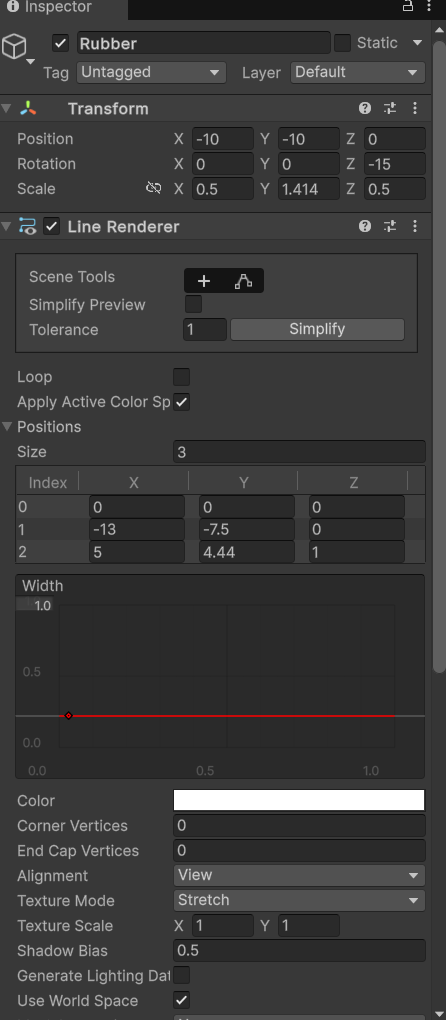 Inspector
Rubber Static
Tag Untagged Layer Default
Transform
Position X -10 Y -10 Z 0
Rotation X 0 Y 0 Z -15
Scale X 0.5 Y 1.414 Z 0.5
Line Renderer
Scene Tools
Simplify Preview
Tolerance 1 Simplify
Loop
Apply Active Color Sp
Positions
Size 3
Index X Y Z
0 0 0 0
1 -13 -7.5 0
2 5 4.44 1
Width
1.0
0.5
0.0
0.0 0.5 1.0
Color
Corner Vertices 0
End Cap Vertices 0
Alignment View
Texture Mode Stretch
Texture Scale X 1 Y 1
Shadow Bias 0.5
Generate Lighting Dat
Use World Space